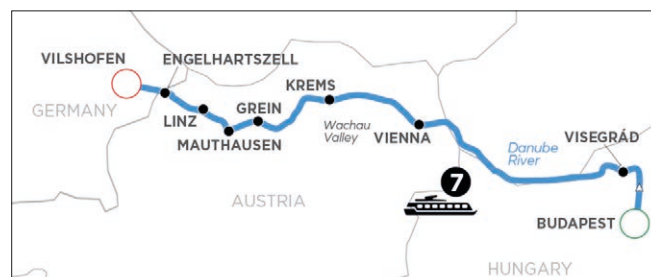 VILSHOFEN
ENGELHARTSZELL
GERMANY
LINZ
MAUTHAUSEN
GREIN
KREMS
Wachau
Valley
VIENNA
Danube
River
VISEGRÁD
7
AUSTRIA
BUDAPEST
HUNGARY